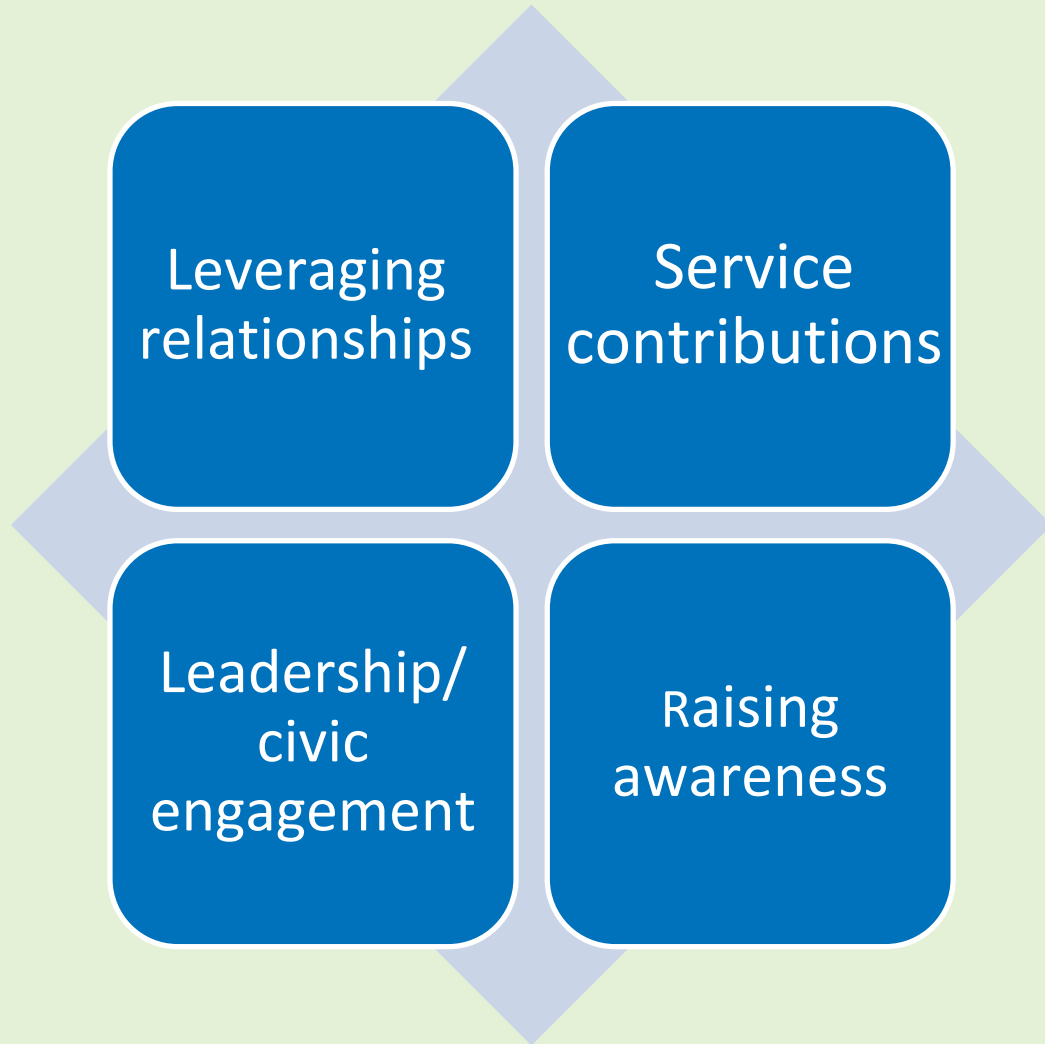 Leveraging
relationships
Service
contributions
Leadership/
civic
engagement
Raising
awareness